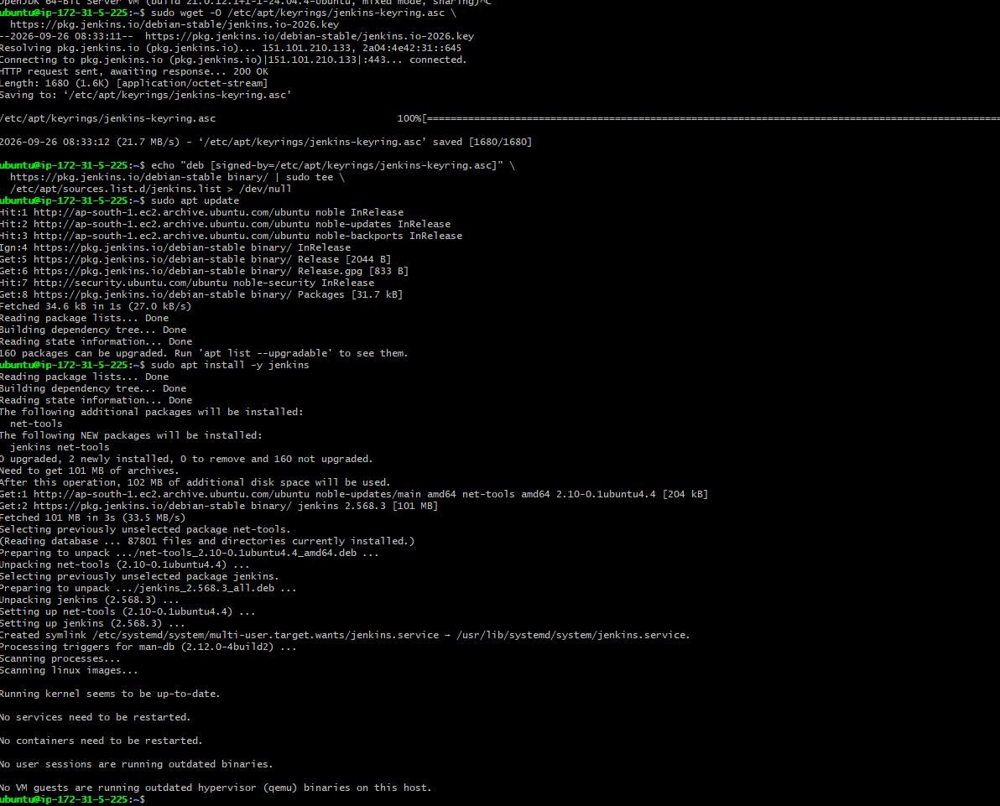 OpenJDK 64-Bit Server VM (build 21.0.12.1+1-1-24.04.4-Ubuntu, mixed mode, sharing)^C
ubuntu@ip-172-31-5-225:~$ sudo wget -O /etc/apt/keyrings/jenkins-keyring.asc \
  https://pkg.jenkins.io/debian-stable/jenkins.io-2026.key
--2026-09-26 08:33:11--  https://pkg.jenkins.io/debian-stable/jenkins.io-2026.key
Resolving pkg.jenkins.io (pkg.jenkins.io)... 151.101.210.133, 2a04:4e42:31::645
Connecting to pkg.jenkins.io (pkg.jenkins.io)|151.101.210.133|:443... connected.
HTTP request sent, awaiting response... 200 OK
Length: 1680 (1.6K) [application/octet-stream]
Saving to: ‘/etc/apt/keyrings/jenkins-keyring.asc’
/etc/apt/keyrings/jenkins-keyring.asc 100%[=================================================================================================
2026-09-26 08:33:12 (21.7 MB/s) - ‘/etc/apt/keyrings/jenkins-keyring.asc’ saved [1680/1680]
ubuntu@ip-172-31-5-225:~$ echo "deb [signed-by=/etc/apt/keyrings/jenkins-keyring.asc]" \
  https://pkg.jenkins.io/debian-stable binary/ | sudo tee \
  /etc/apt/sources.list.d/jenkins.list > /dev/null
ubuntu@ip-172-31-5-225:~$ sudo apt update
Hit:1 http://ap-south-1.ec2.archive.ubuntu.com/ubuntu noble InRelease
Hit:2 http://ap-south-1.ec2.archive.ubuntu.com/ubuntu noble-updates InRelease
Hit:3 http://ap-south-1.ec2.archive.ubuntu.com/ubuntu noble-backports InRelease
Ign:4 https://pkg.jenkins.io/debian-stable binary/ InRelease
Get:5 https://pkg.jenkins.io/debian-stable binary/ Release [2044 B]
Get:6 https://pkg.jenkins.io/debian-stable binary/ Release.gpg [833 B]
Hit:7 http://security.ubuntu.com/ubuntu noble-security InRelease
Get:8 https://pkg.jenkins.io/debian-stable binary/ Packages [31.7 kB]
Fetched 34.6 kB in 1s (27.0 kB/s)
Reading package lists... Done
Building dependency tree... Done
Reading state information... Done
160 packages can be upgraded. Run 'apt list --upgradable' to see them.
ubuntu@ip-172-31-5-225:~$ sudo apt install -y jenkins
Reading package lists... Done
Building dependency tree... Done
Reading state information... Done
The following additional packages will be installed:
  net-tools
The following NEW packages will be installed:
  jenkins net-tools
0 upgraded, 2 newly installed, 0 to remove and 160 not upgraded.
Need to get 101 MB of archives.
After this operation, 102 MB of additional disk space will be used.
Get:1 http://ap-south-1.ec2.archive.ubuntu.com/ubuntu noble-updates/main amd64 net-tools amd64 2.10-0.1ubuntu4.4 [204 kB]
Get:2 https://pkg.jenkins.io/debian-stable binary/ jenkins 2.568.3 [101 MB]
Fetched 101 MB in 3s (33.5 MB/s)
Selecting previously unselected package net-tools.
(Reading database ... 87801 files and directories currently installed.)
Preparing to unpack .../net-tools_2.10-0.1ubuntu4.4_amd64.deb ...
Unpacking net-tools (2.10-0.1ubuntu4.4) ...
Selecting previously unselected package jenkins.
Preparing to unpack .../jenkins_2.568.3_all.deb ...
Unpacking jenkins (2.568.3) ...
Setting up net-tools (2.10-0.1ubuntu4.4) ...
Setting up jenkins (2.568.3) ...
Created symlink /etc/systemd/system/multi-user.target.wants/jenkins.service → /usr/lib/systemd/system/jenkins.service.
Processing triggers for man-db (2.12.0-4build2) ...
Scanning processes...
Scanning linux images...
Running kernel seems to be up-to-date.
No services need to be restarted.
No containers need to be restarted.
No user sessions are running outdated binaries.
No VM guests are running outdated hypervisor (qemu) binaries on this host.
ubuntu@ip-172-31-5-225:~$